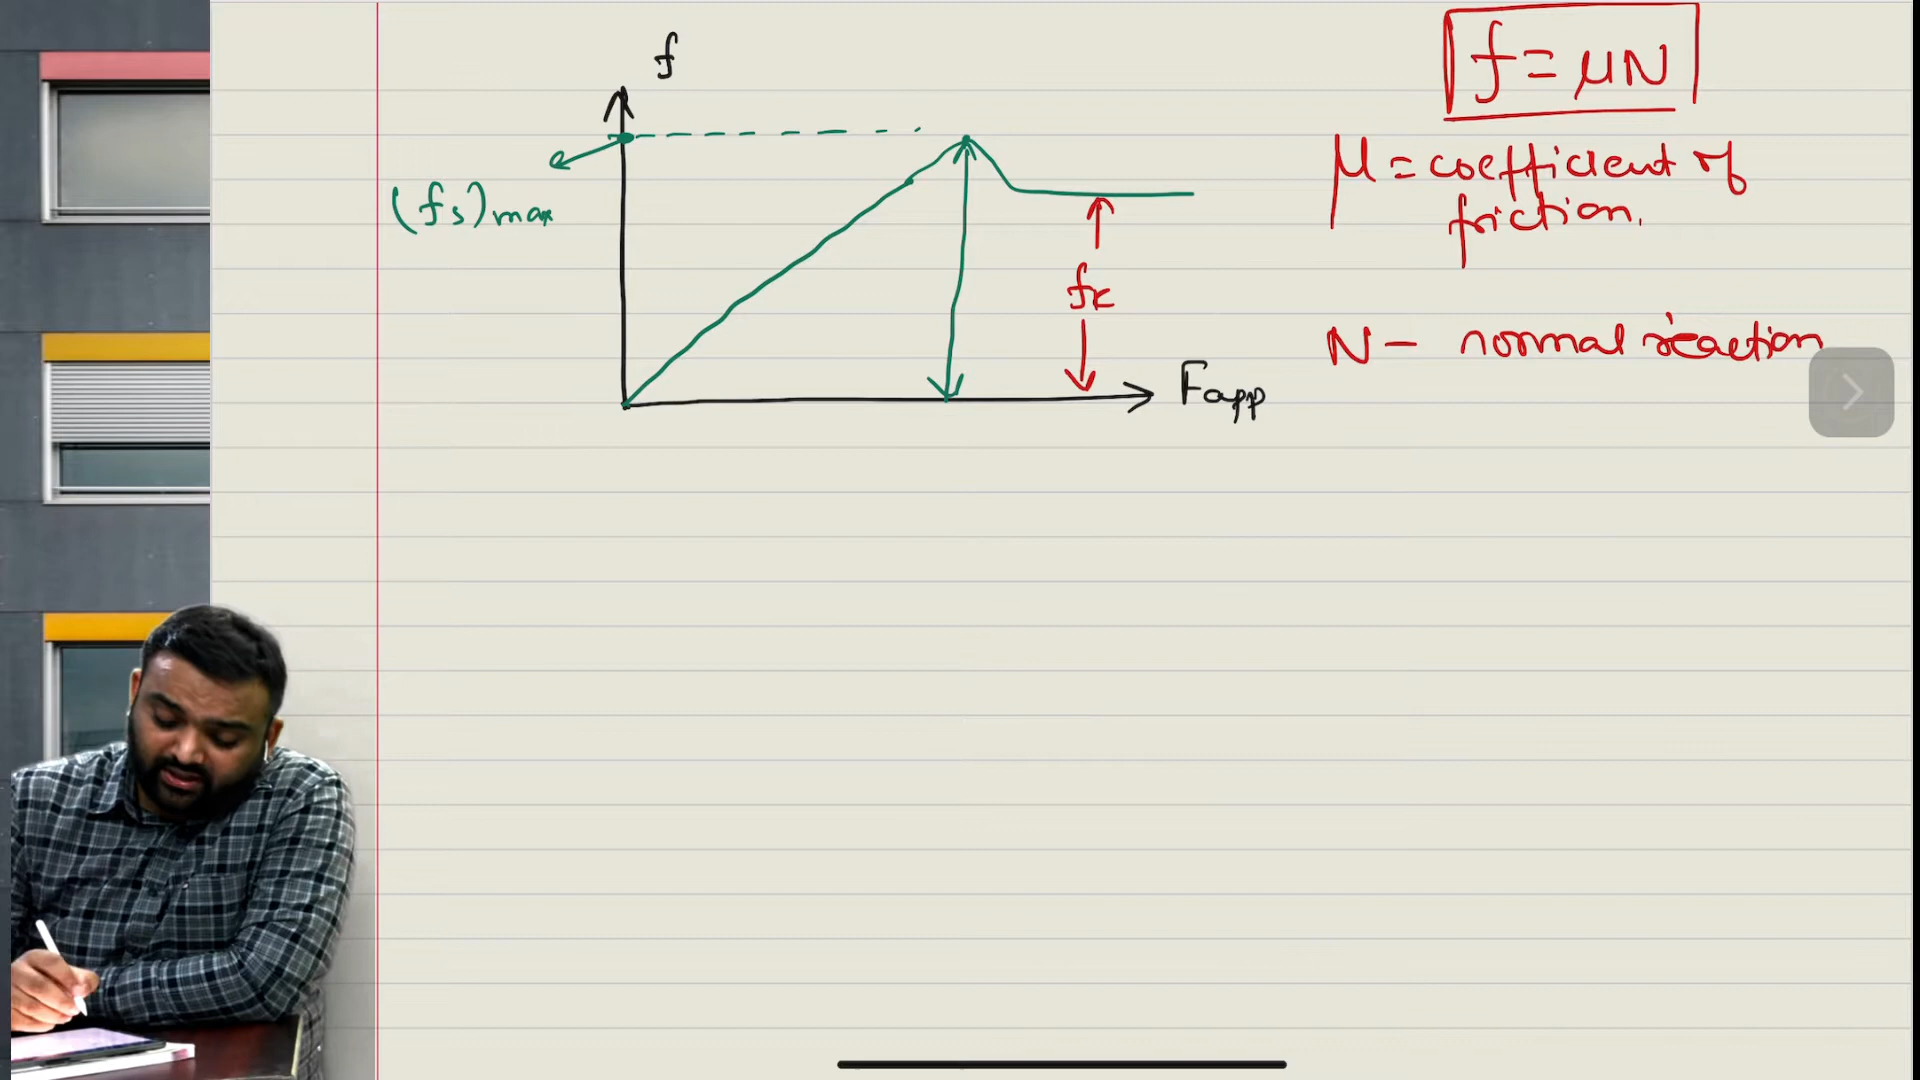 f
f = μN
μ = coefficient of
friction.
(fs)max
fk
N - normal reaction
Fapp